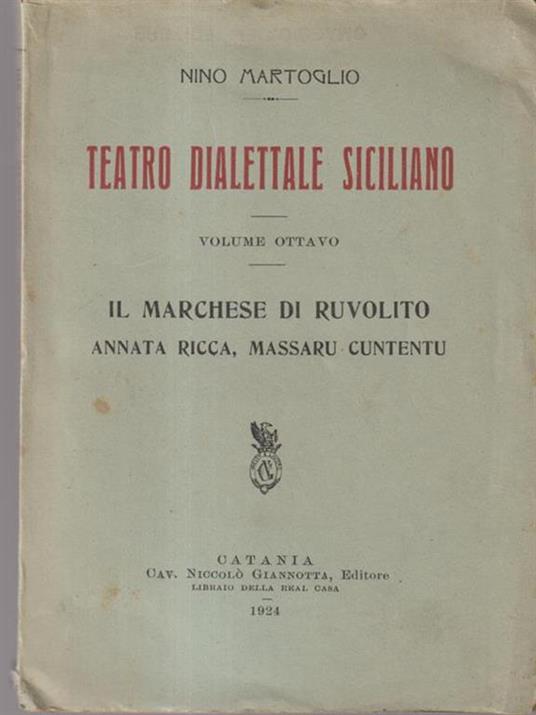 NINO MARTOGLIO
TEATRO DIALETTALE SICILIANO
VOLUME OTTAVO
IL MARCHESE DI RUVOLITO
ANNATA RICCA, MASSARU CUNTENTU
CATANIA
CAV. NICCOLÒ GIANNOTTA, Editore
LIBRAIO DELLA REAL CASA
1924